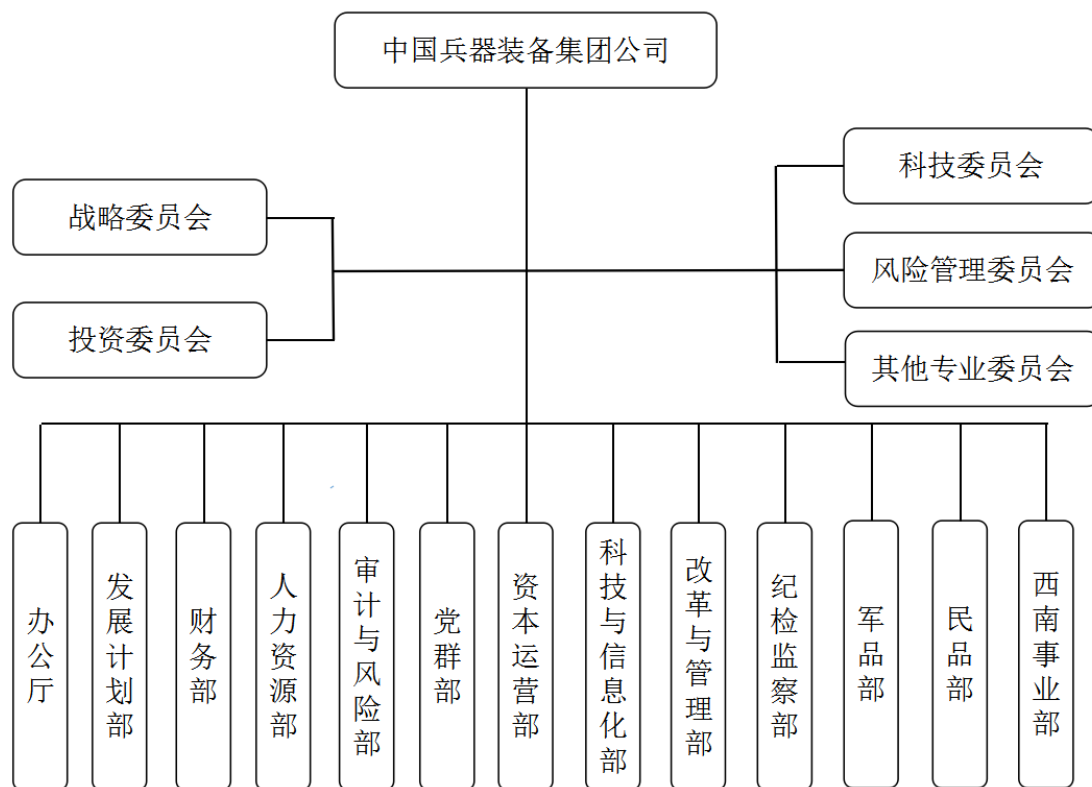 中国兵器装备集团公司
科技委员会
战略委员会
风险管理委员会
投资委员会
其他专业委员会
办公厅
发展计划部
财务部
人力资源部
审计与风险部
党群部
资本运营部
科技与信息化部
改革与管理部
纪检监察部
军品部
民品部
西南事业部